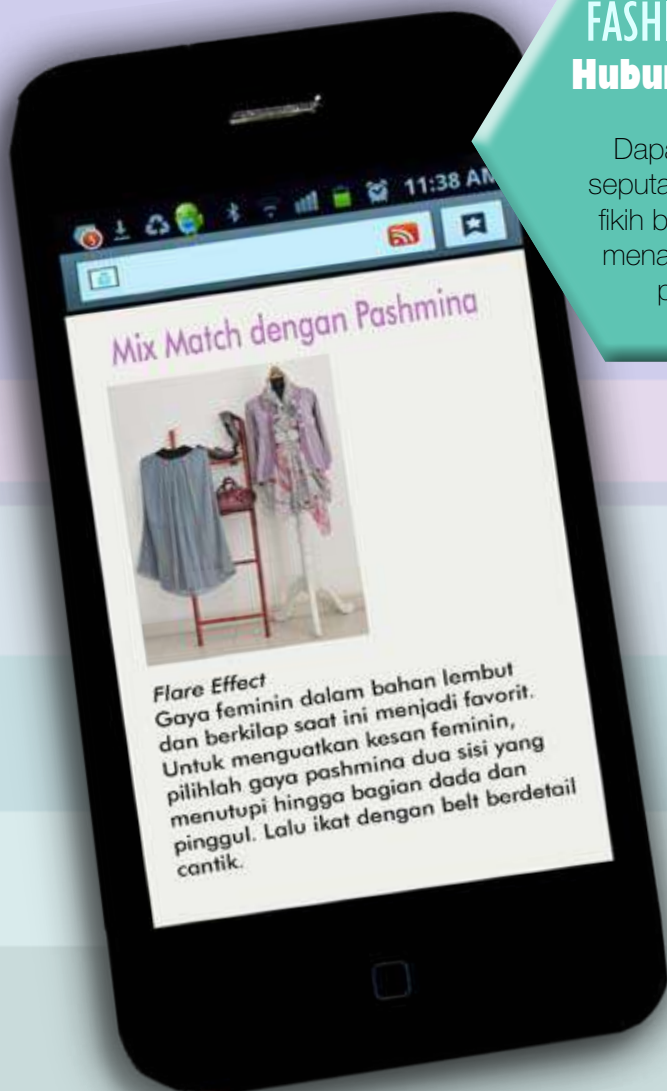 FASHI
Hubun
Dapa
seputa
fikih b
mena
p
11:38 AM
Mix Match dengan Pashmina
Flare Effect
Gaya feminin dalam bahan lembut
dan berkilap saat ini menjadi favorit.
Untuk menguatkan kesan feminin,
pilihlah gaya pashmina dua sisi yang
menutupi hingga bagian dada dan
pinggul. Lalu ikat dengan belt berdetail
cantik.